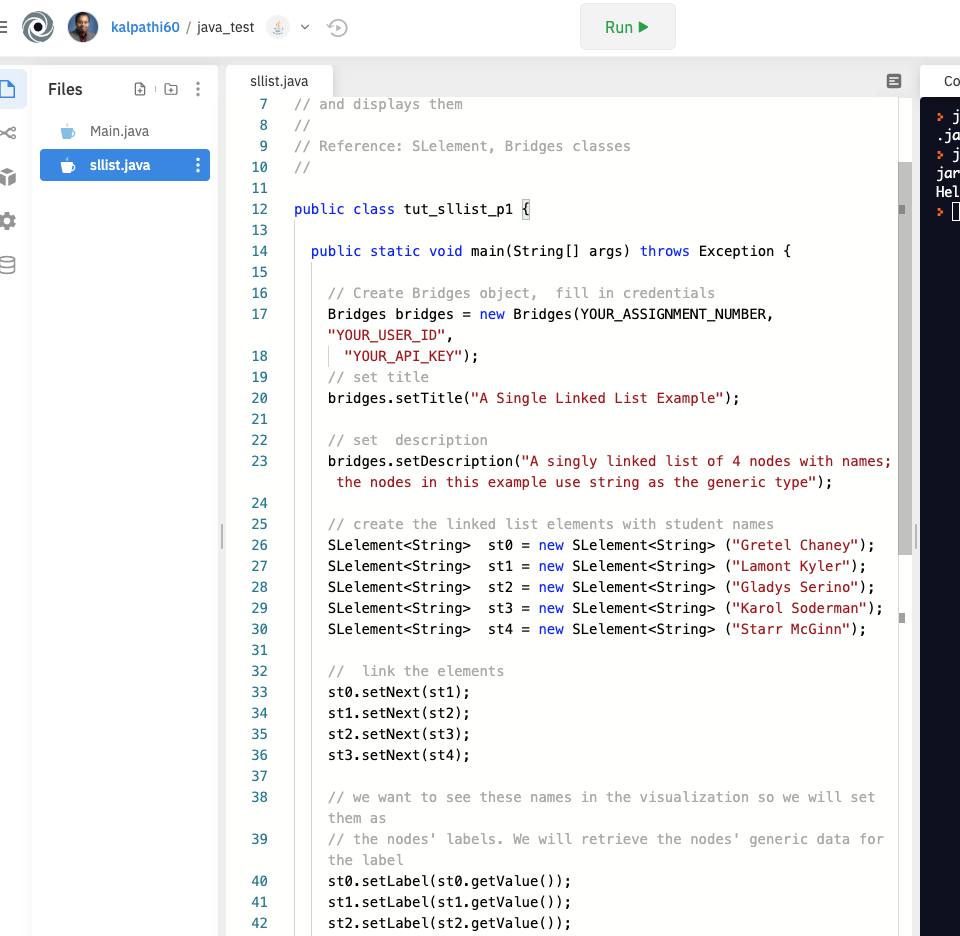 kalpathi60 / java_test
Run
Files
Main.java
sllist.java
sllist.java
7 // and displays them
8 //
9 // Reference: SLelement, Bridges classes
10 //
11
12 public class tut_sllist_p1 {
13
14 public static void main(String[] args) throws Exception {
15
16 // Create Bridges object,  fill in credentials
17 Bridges bridges = new Bridges(YOUR_ASSIGNMENT_NUMBER,
"YOUR_USER_ID",
18 "YOUR_API_KEY");
19 // set title
20 bridges.setTitle("A Single Linked List Example");
21
22 // set  description
23 bridges.setDescription("A singly linked list of 4 nodes with names;
the nodes in this example use string as the generic type");
24
25 // create the linked list elements with student names
26 SLelement<String>  st0 = new SLelement<String> ("Gretel Chaney");
27 SLelement<String>  st1 = new SLelement<String> ("Lamont Kyler");
28 SLelement<String>  st2 = new SLelement<String> ("Gladys Serino");
29 SLelement<String>  st3 = new SLelement<String> ("Karol Soderman");
30 SLelement<String>  st4 = new SLelement<String> ("Starr McGinn");
31
32 //  link the elements
33 st0.setNext(st1);
34 st1.setNext(st2);
35 st2.setNext(st3);
36 st3.setNext(st4);
37
38 // we want to see these names in the visualization so we will set
them as
39 // the nodes' labels. We will retrieve the nodes' generic data for
the label
40 st0.setLabel(st0.getValue());
41 st1.setLabel(st1.getValue());
42 st2.setLabel(st2.getValue());
Co
j
.ja
j
jar
Hel